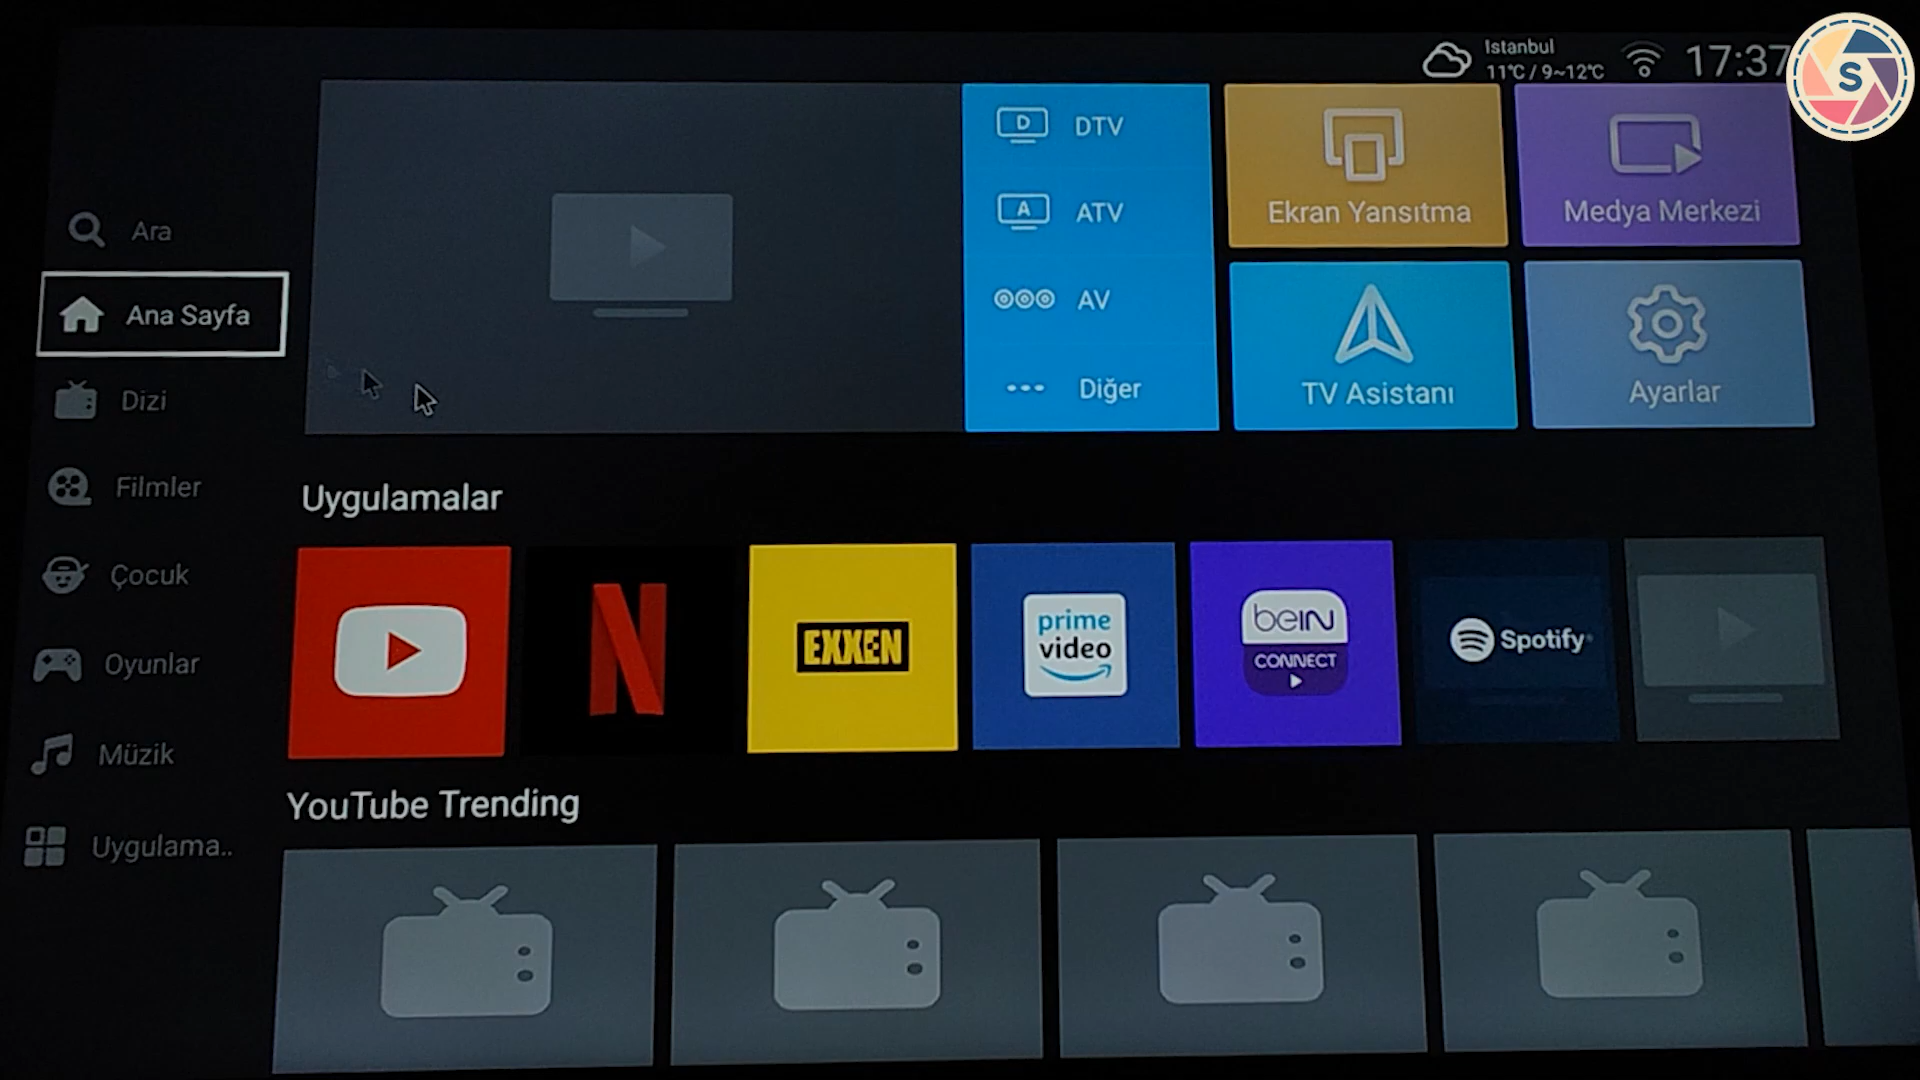 Istanbul
11°C / 9~12°C
17:37
S
Ara
Ana Sayfa
Dizi
Filmler
Çocuk
Oyunlar
Müzik
Uygulama..
D DTV
A ATV
AV
Diğer
Ekran Yansıtma
Medya Merkezi
TV Asistanı
Ayarlar
Uygulamalar
N
EXXEN
prime
video
beIN
CONNECT
Spotify
YouTube Trending